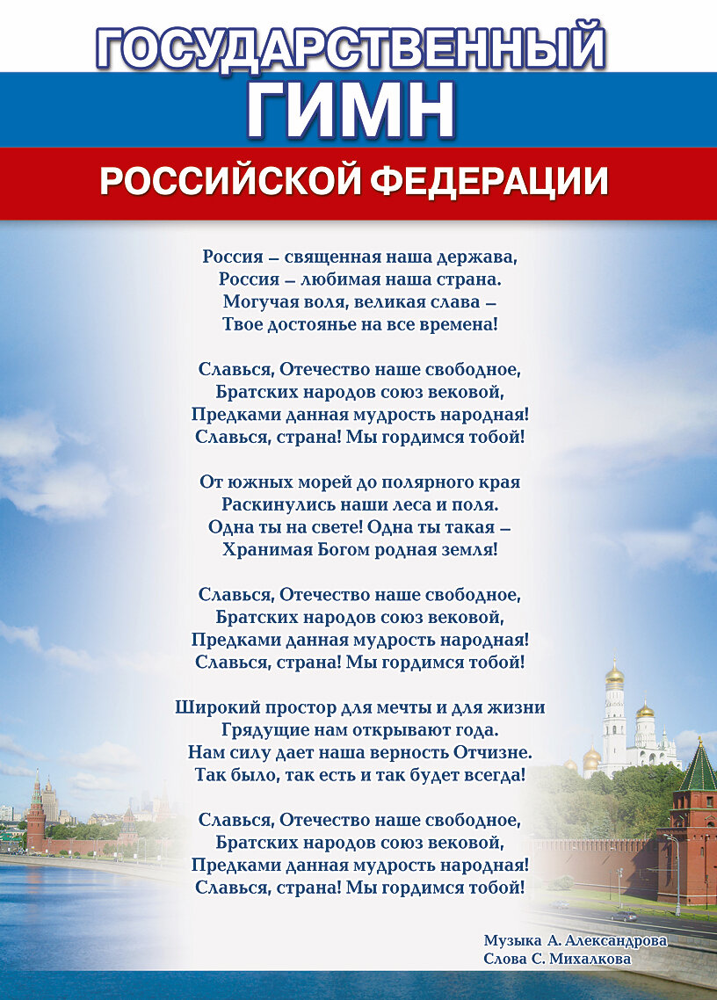 ГОСУДАРСТВЕННЫЙ
ГИМН
РОССИЙСКОЙ ФЕДЕРАЦИИ
Россия – священная наша держава,
Россия – любимая наша страна.
Могучая воля, великая слава –
Твое достоянье на все времена!
Славься, Отечество наше свободное,
Братских народов союз вековой,
Предками данная мудрость народная!
Славься, страна! Мы гордимся тобой!
От южных морей до полярного края
Раскинулись наши леса и поля.
Одна ты на свете! Одна ты такая –
Хранимая Богом родная земля!
Славься, Отечество наше свободное,
Братских народов союз вековой,
Предками данная мудрость народная!
Славься, страна! Мы гордимся тобой!
Широкий простор для мечты и для жизни
Грядущие нам открывают года.
Нам силу дает наша верность Отчизне.
Так было, так есть и так будет всегда!
Славься, Отечество наше свободное,
Братских народов союз вековой,
Предками данная мудрость народная!
Славься, страна! Мы гордимся тобой!
Музыка А. Александрова
Слова С. Михалкова